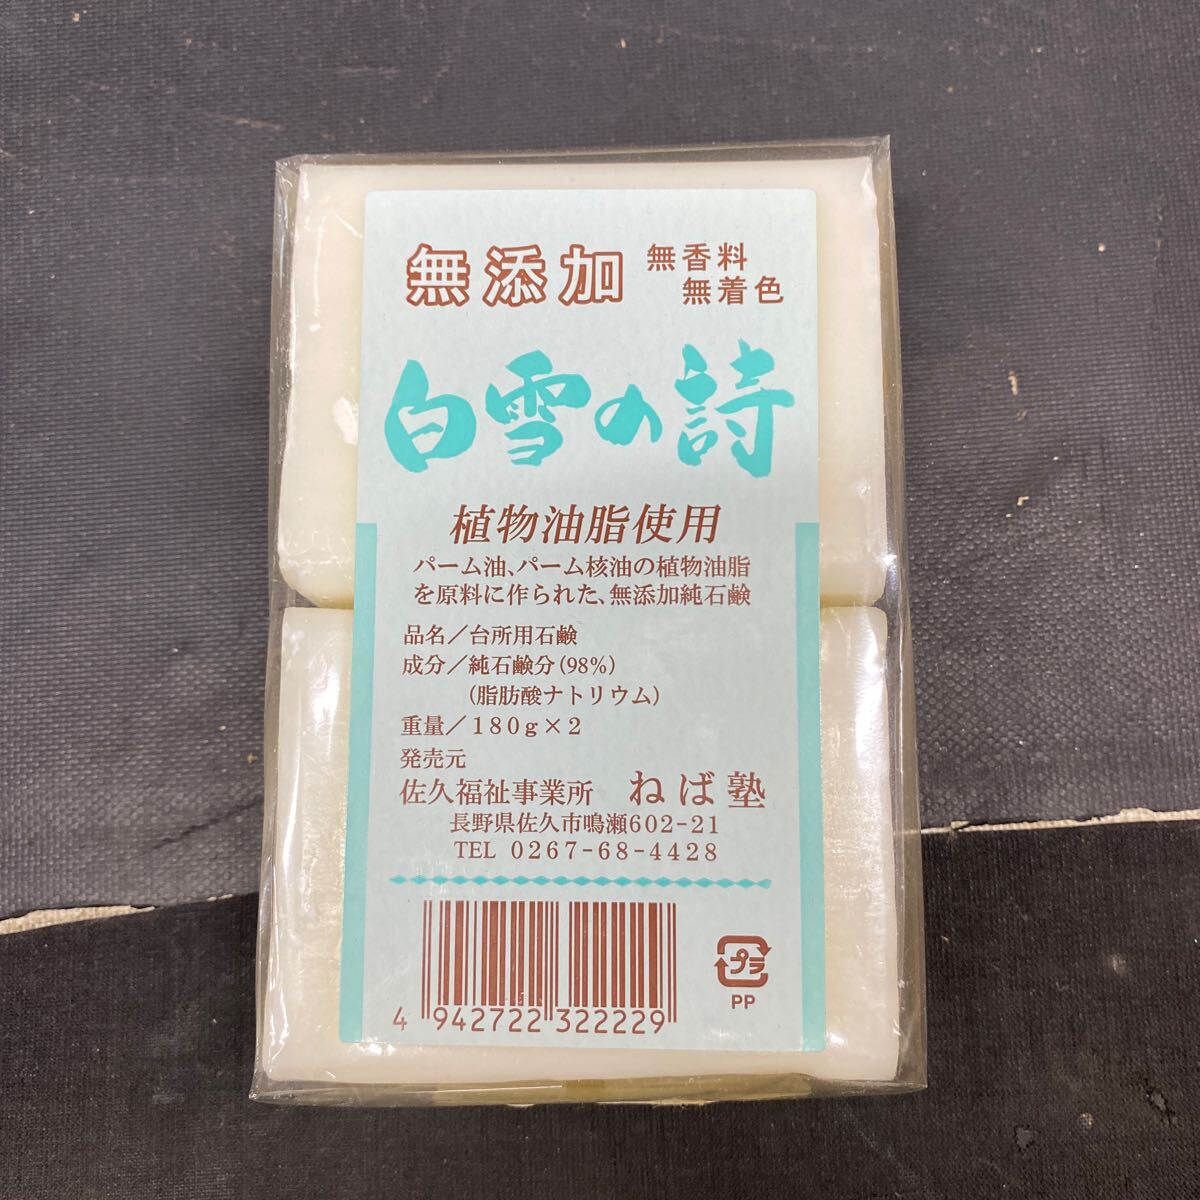 無添加
無香料
無着色
白雪の詩
植物油脂使用
パーム油、パーム核油の植物油脂
を原料に作られた、無添加純石鹸
品名／台所用石鹸
成分／純石鹸分(98%)
(脂肪酸ナトリウム)
重量／180g×2
発売元
佐久福祉事業所 ねば塾
長野県佐久市鳴瀬602-21
TEL 0267-68-4428
4 942722 322229
プラ
PP